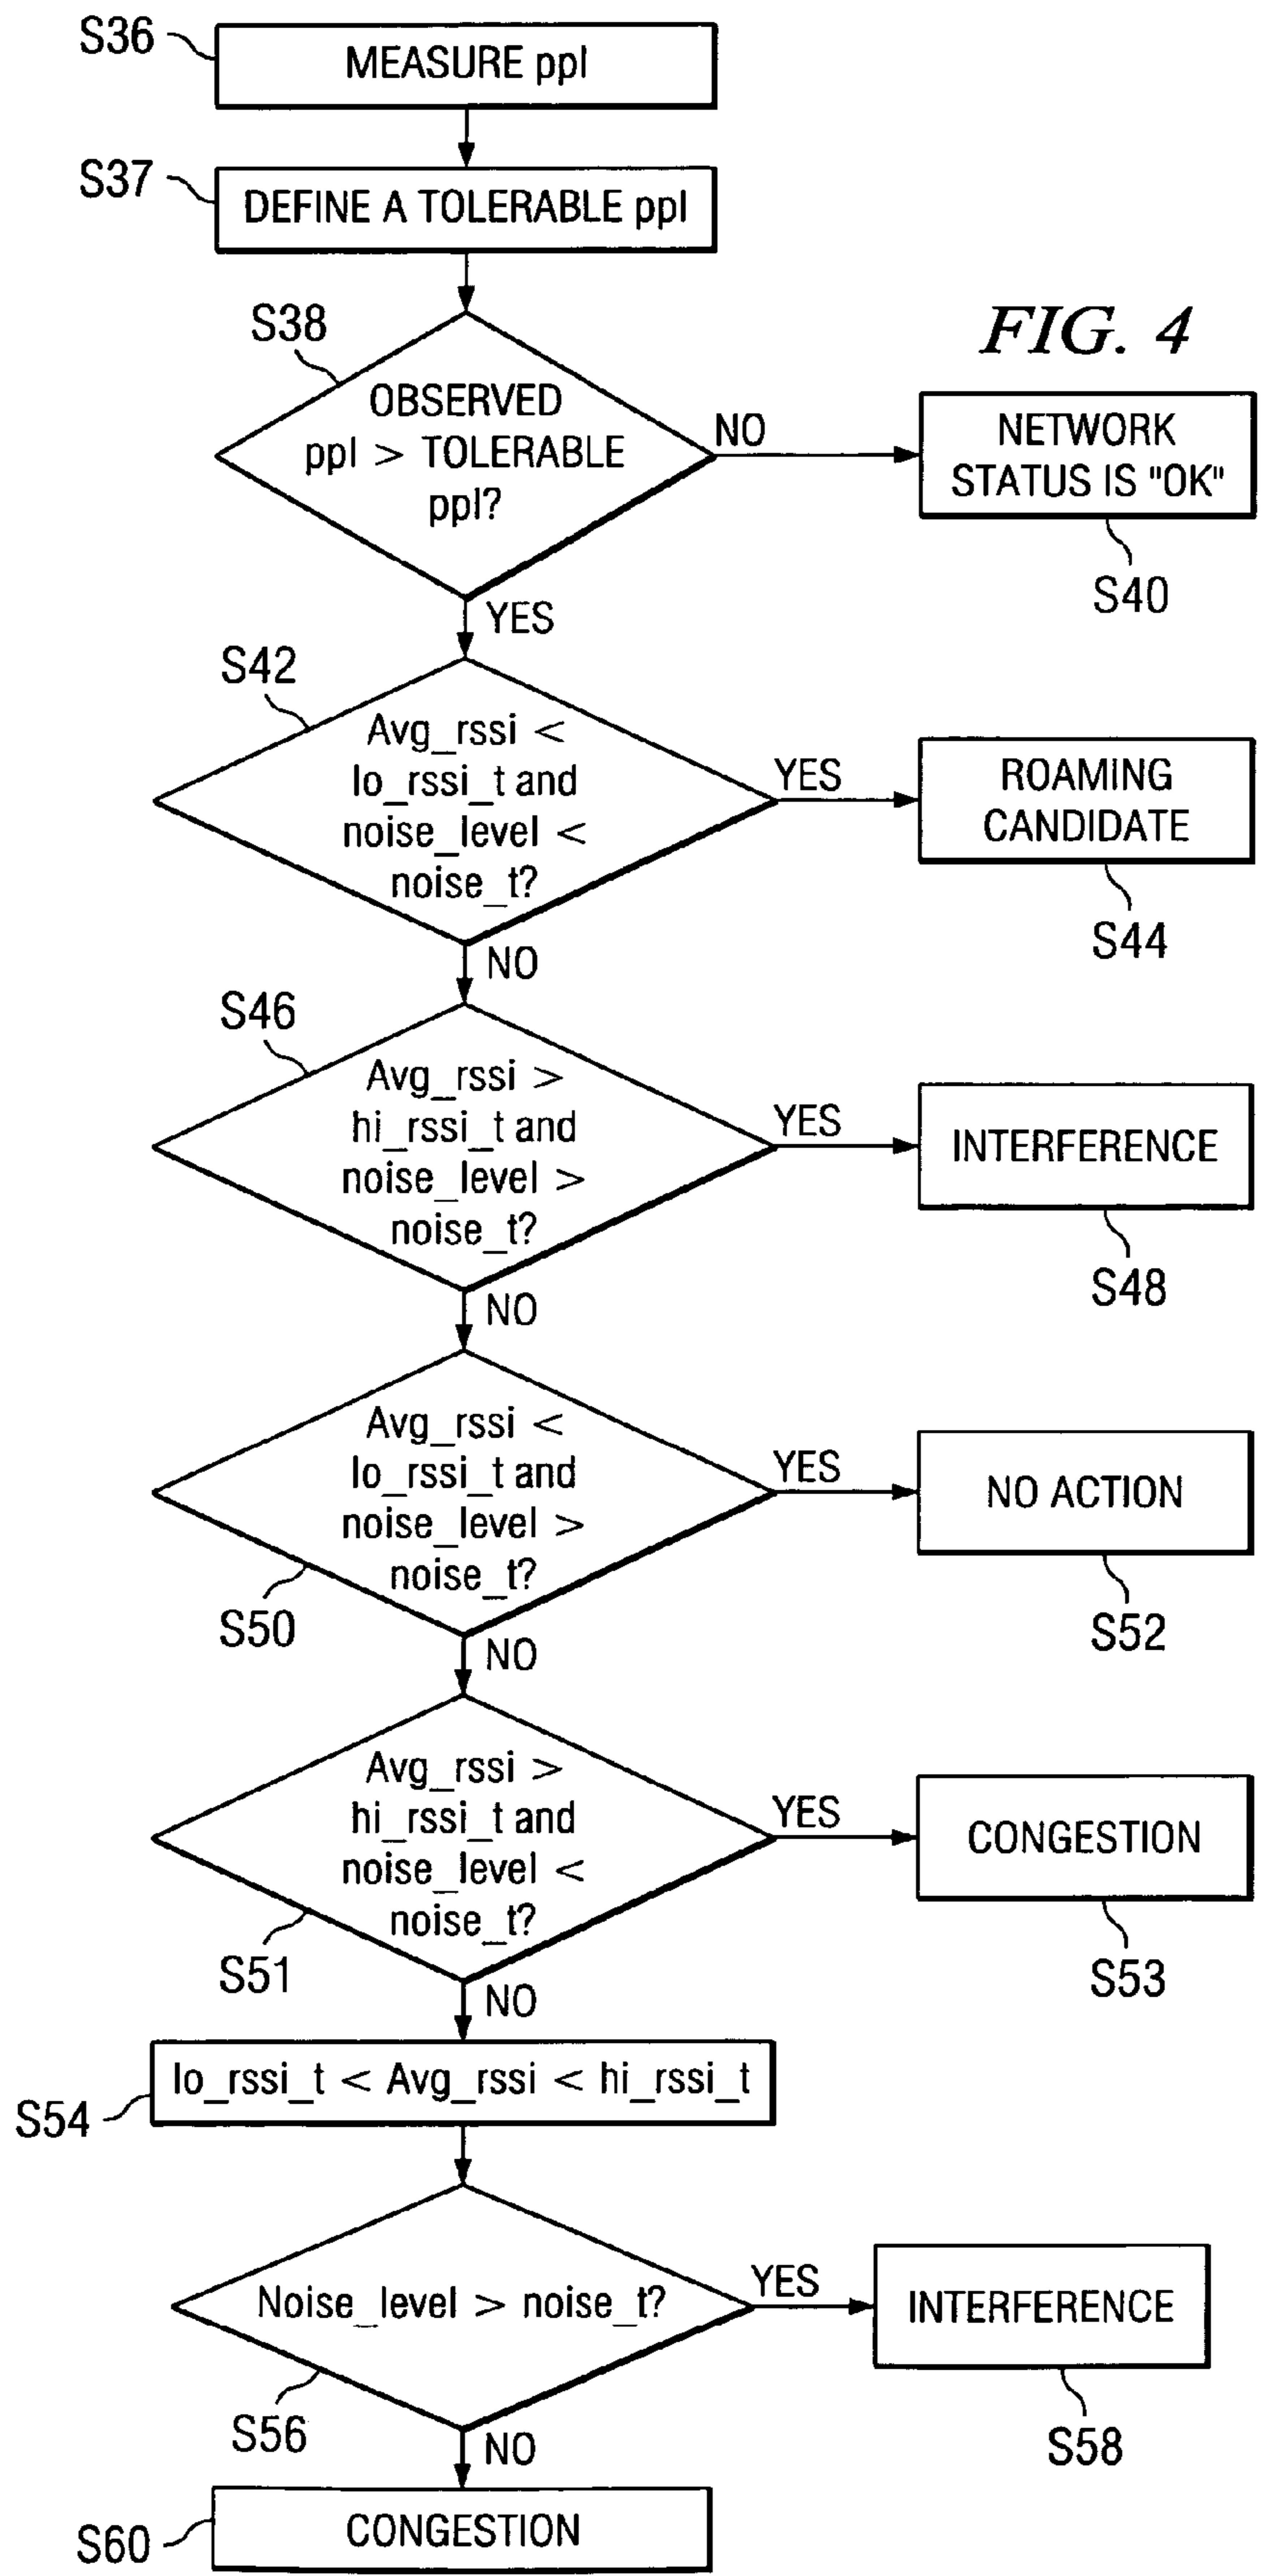 S36
MEASURE ppl
S37
DEFINE A TOLERABLE ppl
FIG. 4
S38
OBSERVED
ppl > TOLERABLE
ppl?
NO
NETWORK
STATUS IS "OK"
S40
YES
S42
Avg_rssi <
lo_rssi_t and
noise_level <
noise_t?
YES
ROAMING
CANDIDATE
S44
NO
S46
Avg_rssi >
hi_rssi_t and
noise_level >
noise_t?
YES
INTERFERENCE
S48
NO
Avg_rssi <
lo_rssi_t and
noise_level >
noise_t?
YES
NO ACTION
S50
S52
NO
Avg_rssi >
hi_rssi_t and
noise_level <
noise_t?
YES
CONGESTION
S51
S53
NO
lo_rssi_t < Avg_rssi < hi_rssi_t
S54
Noise_level > noise_t?
YES
INTERFERENCE
S56
S58
NO
CONGESTION
S60